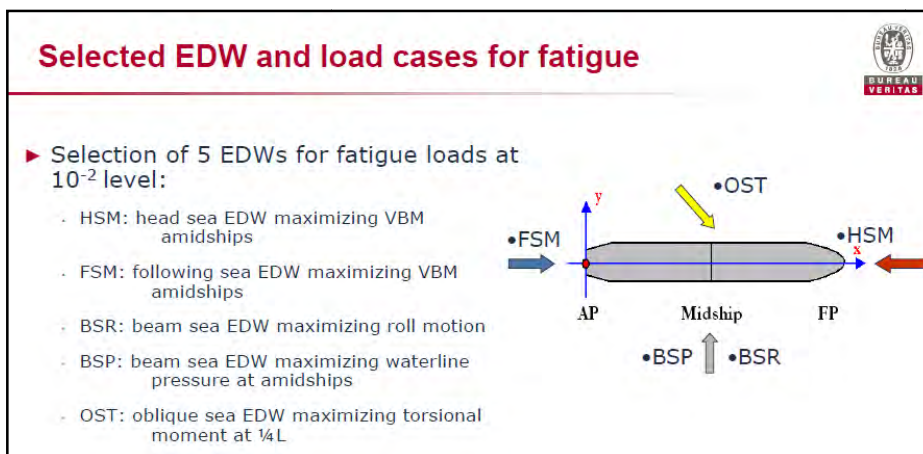 Selected EDW and load cases for fatigue
BUREAU VERITAS
1828
BUREAU
VERITAS
► Selection of 5 EDWs for fatigue loads at
10⁻² level:
- HSM: head sea EDW maximizing VBM
amidships
- FSM: following sea EDW maximizing VBM
amidships
- BSR: beam sea EDW maximizing roll motion
- BSP: beam sea EDW maximizing waterline
pressure at amidships
- OST: oblique sea EDW maximizing torsional
moment at ¼L
•OST
y
•FSM
•HSM
x
AP Midship FP
•BSP •BSR